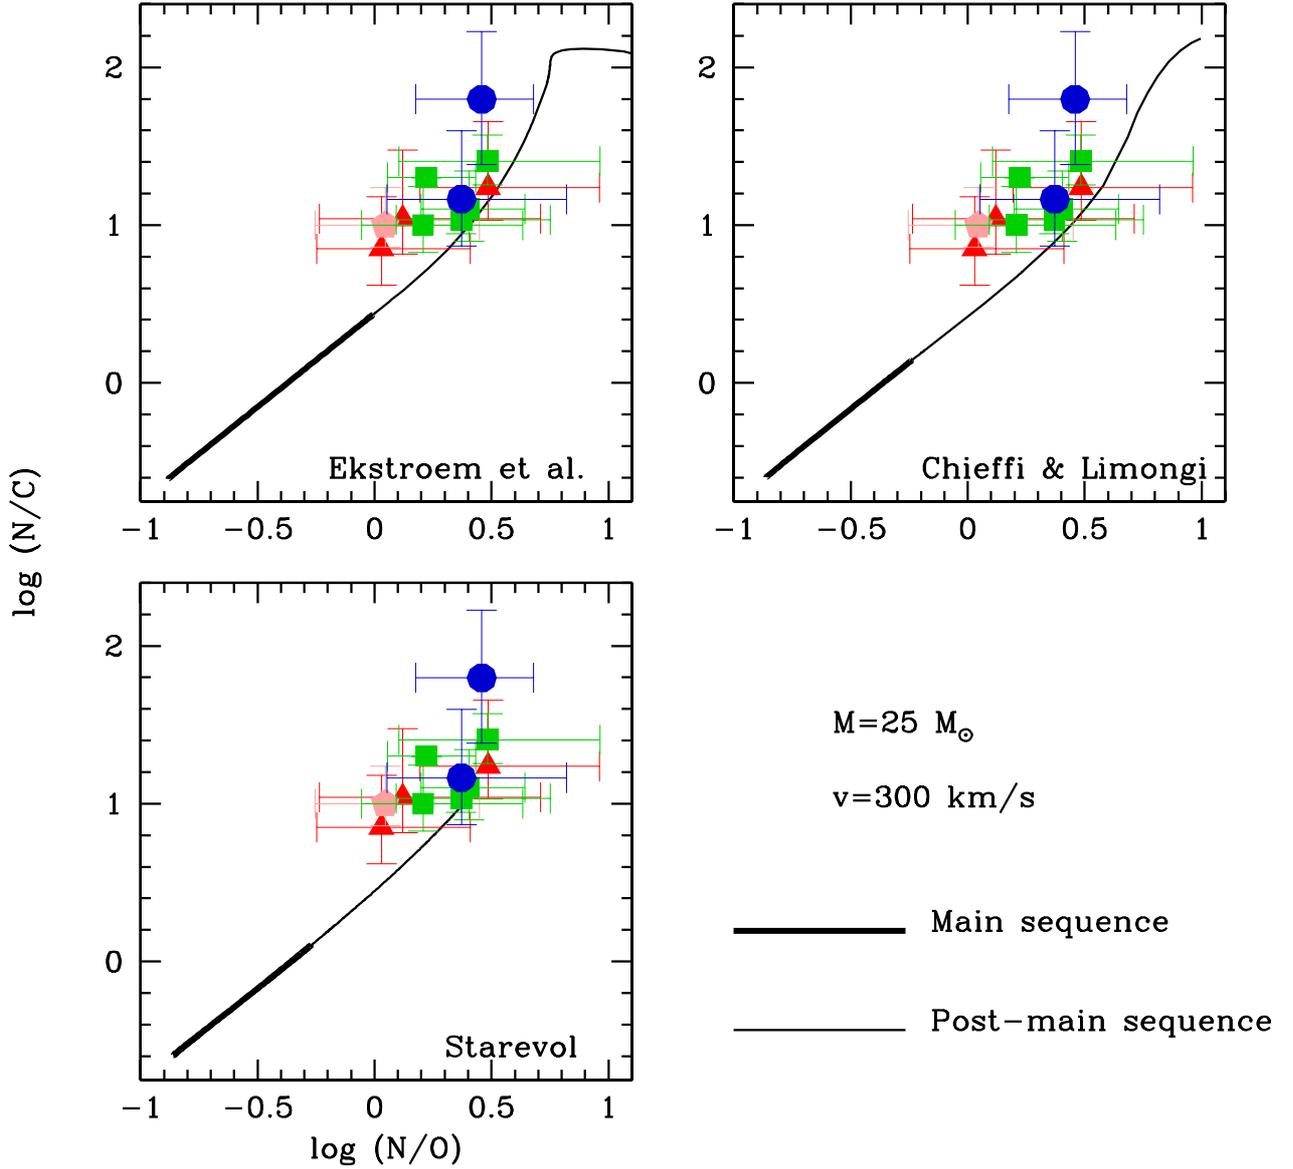 2
1
0
Ekstroem et al.
−1 −0.5 0 0.5 1
2
1
0
Chieffi & Limongi
−1 −0.5 0 0.5 1
log (N/C)
2
1
0
Starevol
−1 −0.5 0 0.5 1
log (N/O)
M=25 M⊙
v=300 km/s
Main sequence
Post−main sequence